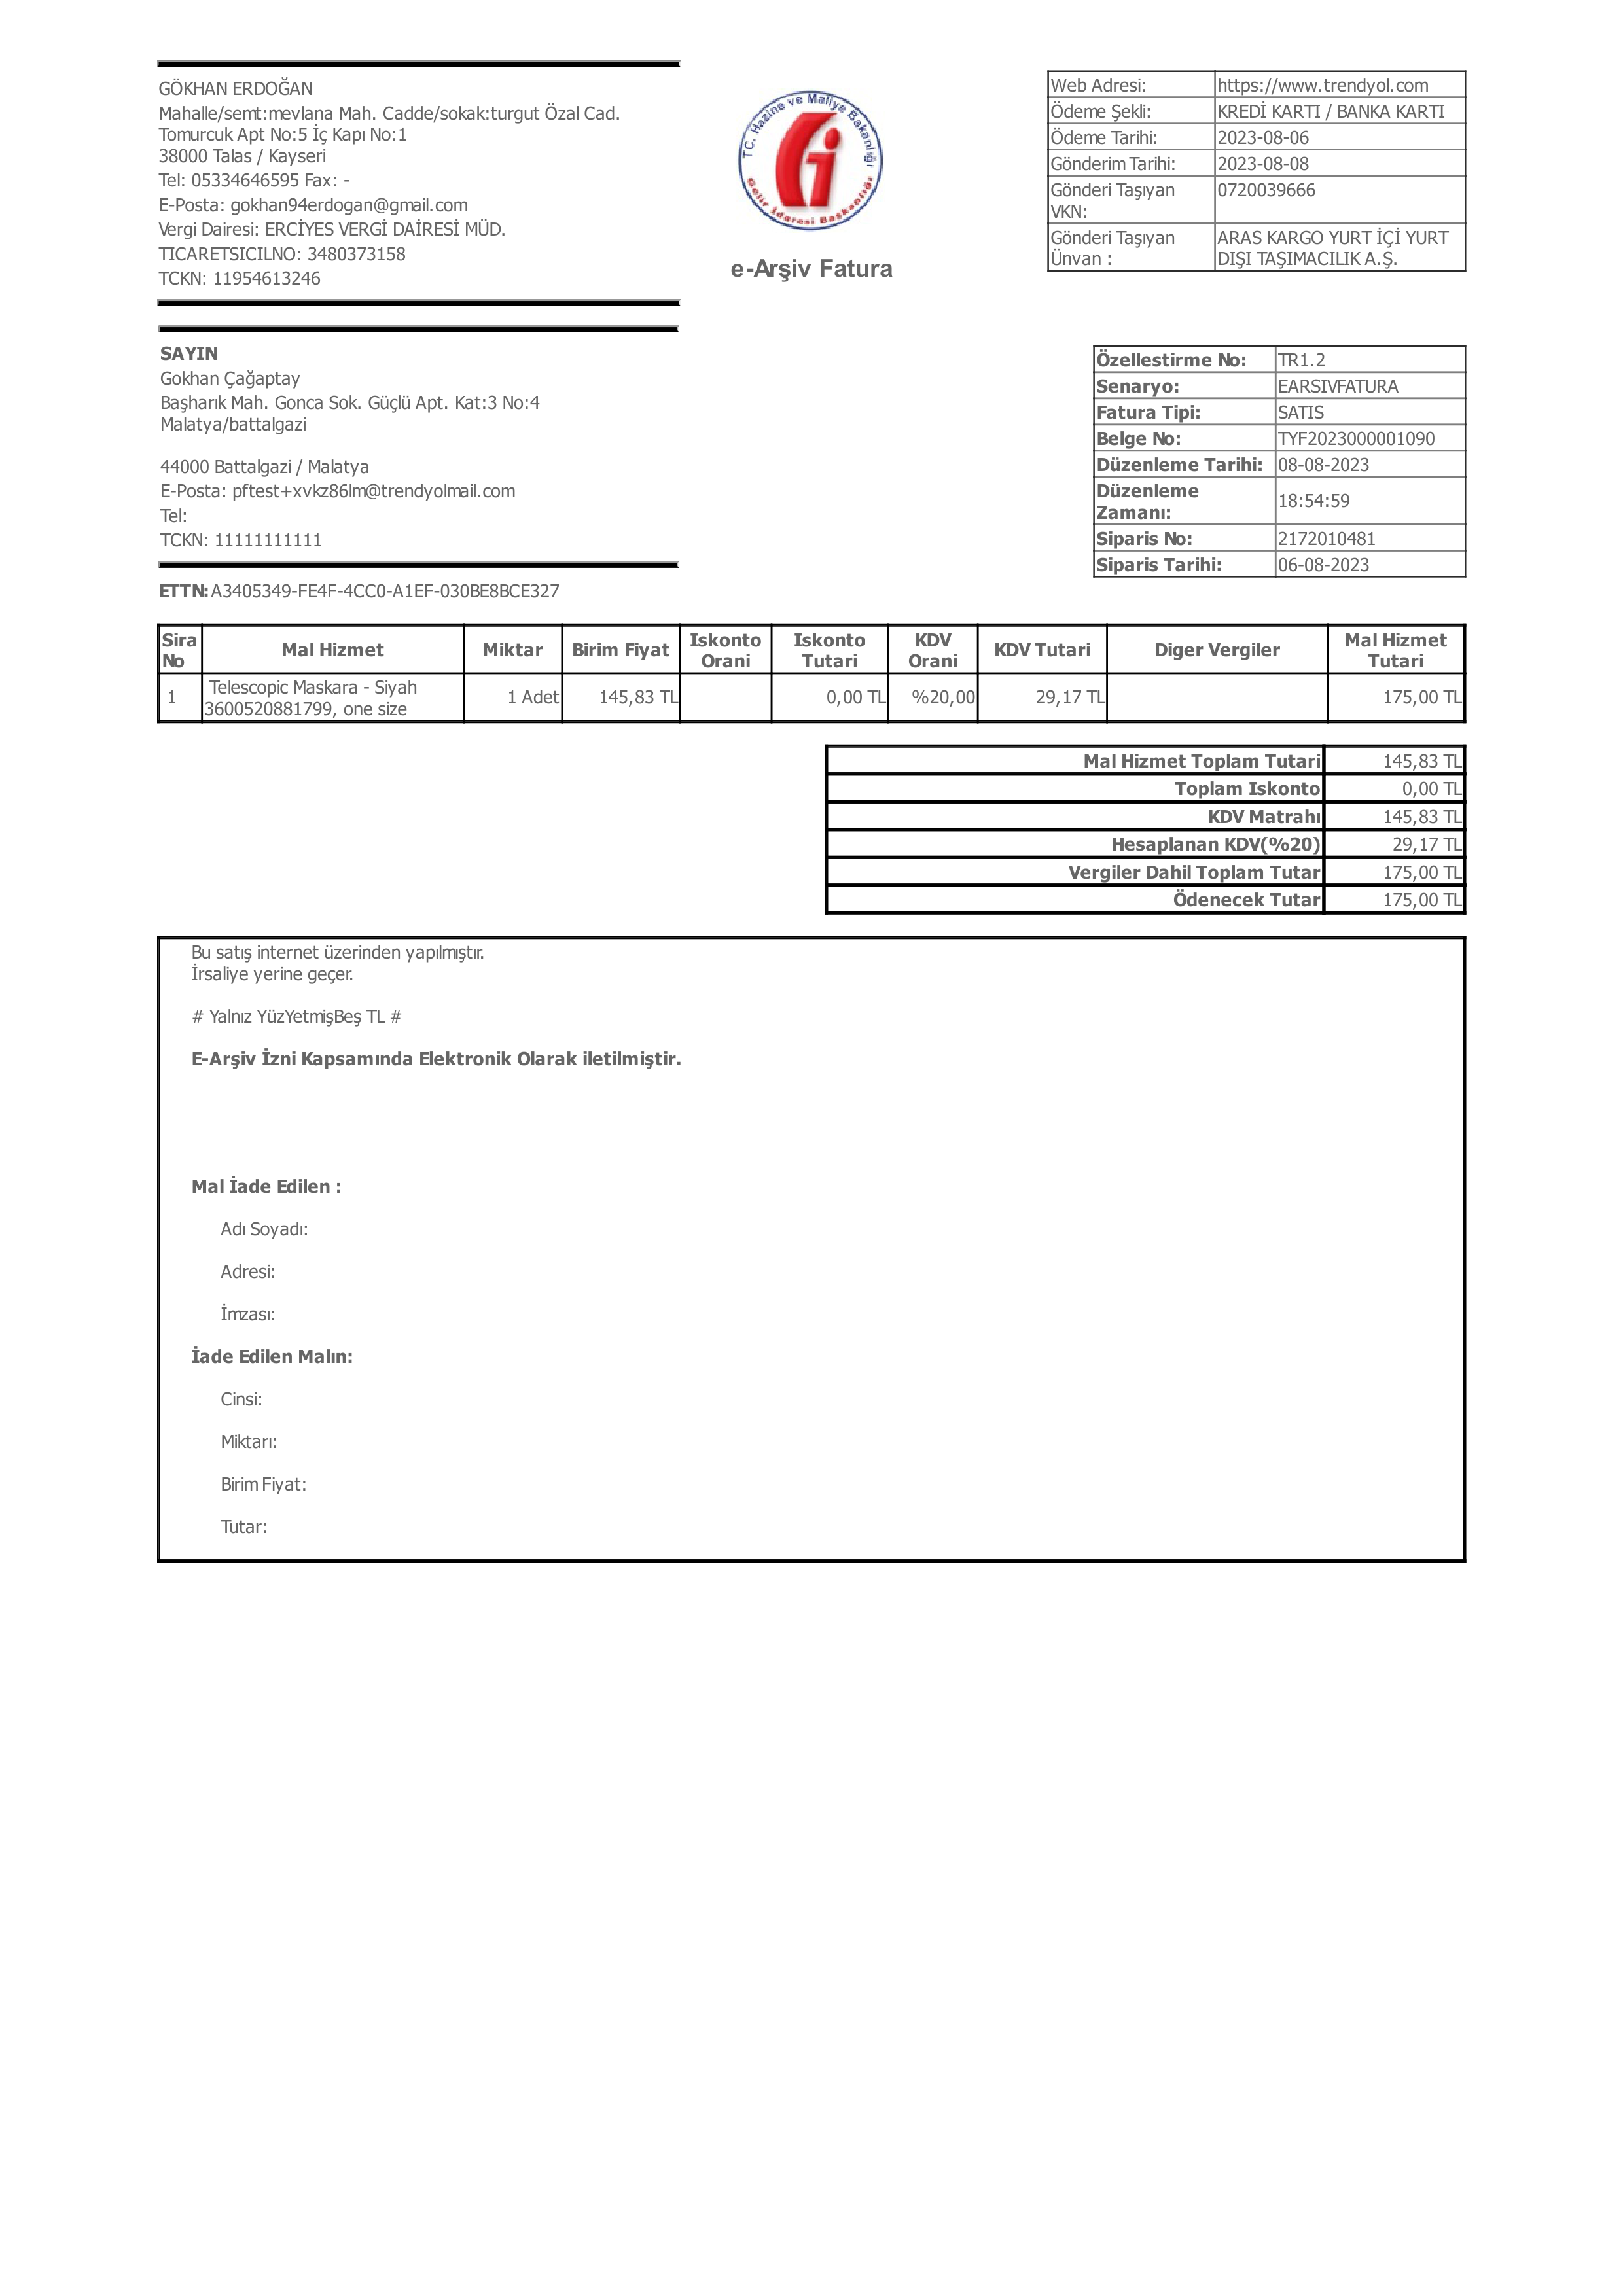 GÖKHAN ERDOĞAN
Mahalle/semt:mevlana Mah. Cadde/sokak:turgut Özal Cad.
Tomurcuk Apt No:5 İç Kapı No:1
38000 Talas / Kayseri
Tel: 05334646595 Fax: -
E-Posta: gokhan94erdogan@gmail.com
Vergi Dairesi: ERCİYES VERGİ DAİRESİ MÜD.
TICARETSICILNO: 3480373158
TCKN: 11954613246
TC. Hazine ve Maliye Bakanlığı
Gelir İdaresi Başkanlığı
e-Arşiv Fatura
Web Adresi: https://www.trendyol.com
Ödeme Şekli: KREDİ KARTI / BANKA KARTI
Ödeme Tarihi: 2023-08-06
Gönderim Tarihi: 2023-08-08
Gönderi Taşıyan 0720039666
VKN:
Gönderi Taşıyan ARAS KARGO YURT İÇİ YURT
Ünvan : DIŞI TAŞIMACILIK A.Ş.
SAYIN
Gokhan Çağaptay
Başharık Mah. Gonca Sok. Güçlü Apt. Kat:3 No:4
Malatya/battalgazi
44000 Battalgazi / Malatya
E-Posta: pftest+xvkz86lm@trendyolmail.com
Tel:
TCKN: 11111111111
Özellestirme No: TR1.2
Senaryo: EARSIVFATURA
Fatura Tipi: SATIS
Belge No: TYF2023000001090
Düzenleme Tarihi: 08-08-2023
Düzenleme
Zamanı: 18:54:59
Siparis No: 2172010481
Siparis Tarihi: 06-08-2023
ETTN: A3405349-FE4F-4CC0-A1EF-030BE8BCE327
Sira No Mal Hizmet Miktar Birim Fiyat Iskonto Orani Iskonto Tutari KDV Orani KDV Tutari Diger Vergiler Mal Hizmet Tutari
1 Telescopic Maskara - Siyah 3600520881799, one size 1 Adet 145,83 TL 0,00 TL %20,00 29,17 TL 175,00 TL
Mal Hizmet Toplam Tutari 145,83 TL
Toplam Iskonto 0,00 TL
KDV Matrahı 145,83 TL
Hesaplanan KDV(%20) 29,17 TL
Vergiler Dahil Toplam Tutar 175,00 TL
Ödenecek Tutar 175,00 TL
Bu satış internet üzerinden yapılmıştır.
İrsaliye yerine geçer.
# Yalnız YüzYetmişBeş TL #
E-Arşiv İzni Kapsamında Elektronik Olarak iletilmiştir.
Mal İade Edilen :
Adı Soyadı:
Adresi:
İmzası:
İade Edilen Malın:
Cinsi:
Miktarı:
Birim Fiyat:
Tutar: